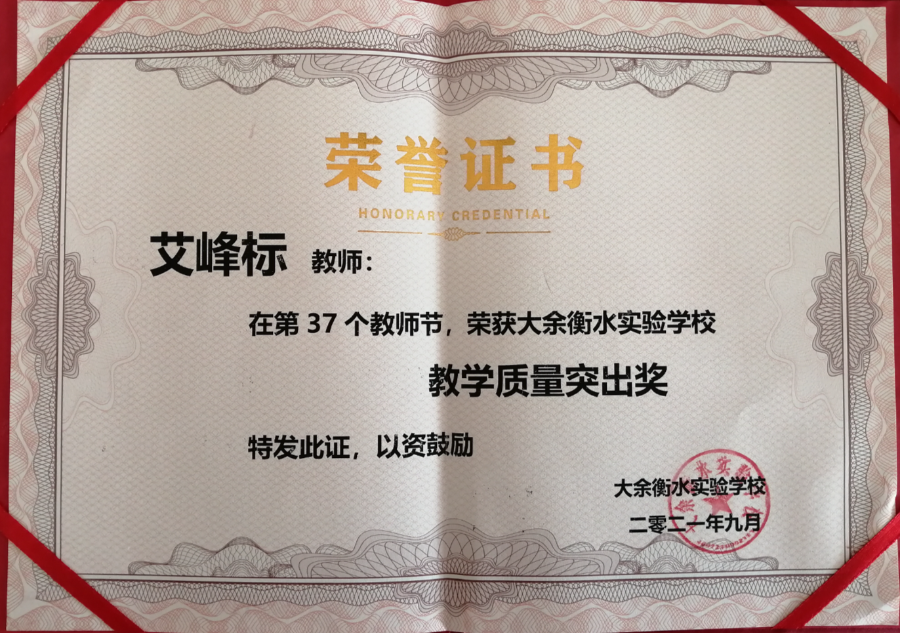 荣誉证书
HONORARY CREDENTIAL
艾峰标 教师：
在第 37 个教师节，荣获大余衡水实验学校
教学质量突出奖
特发此证，以资鼓励
大余衡水实验学校
二零二一年九月